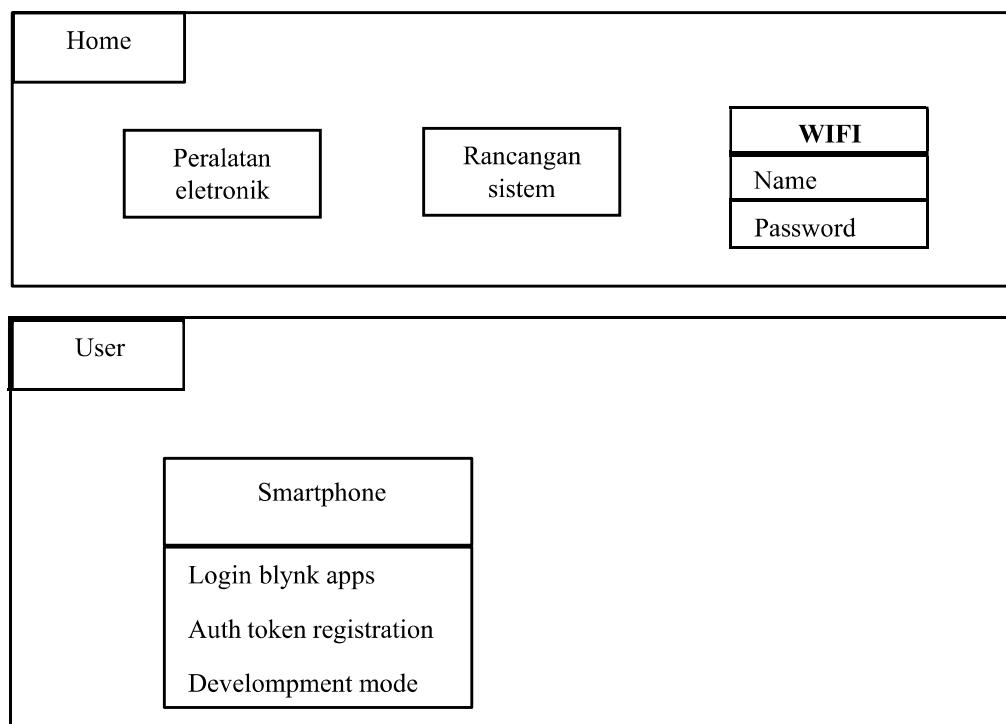 Home
Peralatan
eletronik
Rancangan
sistem
WIFI
Name
Password
User
Smartphone
Login blynk apps
Auth token registration
Develompment mode